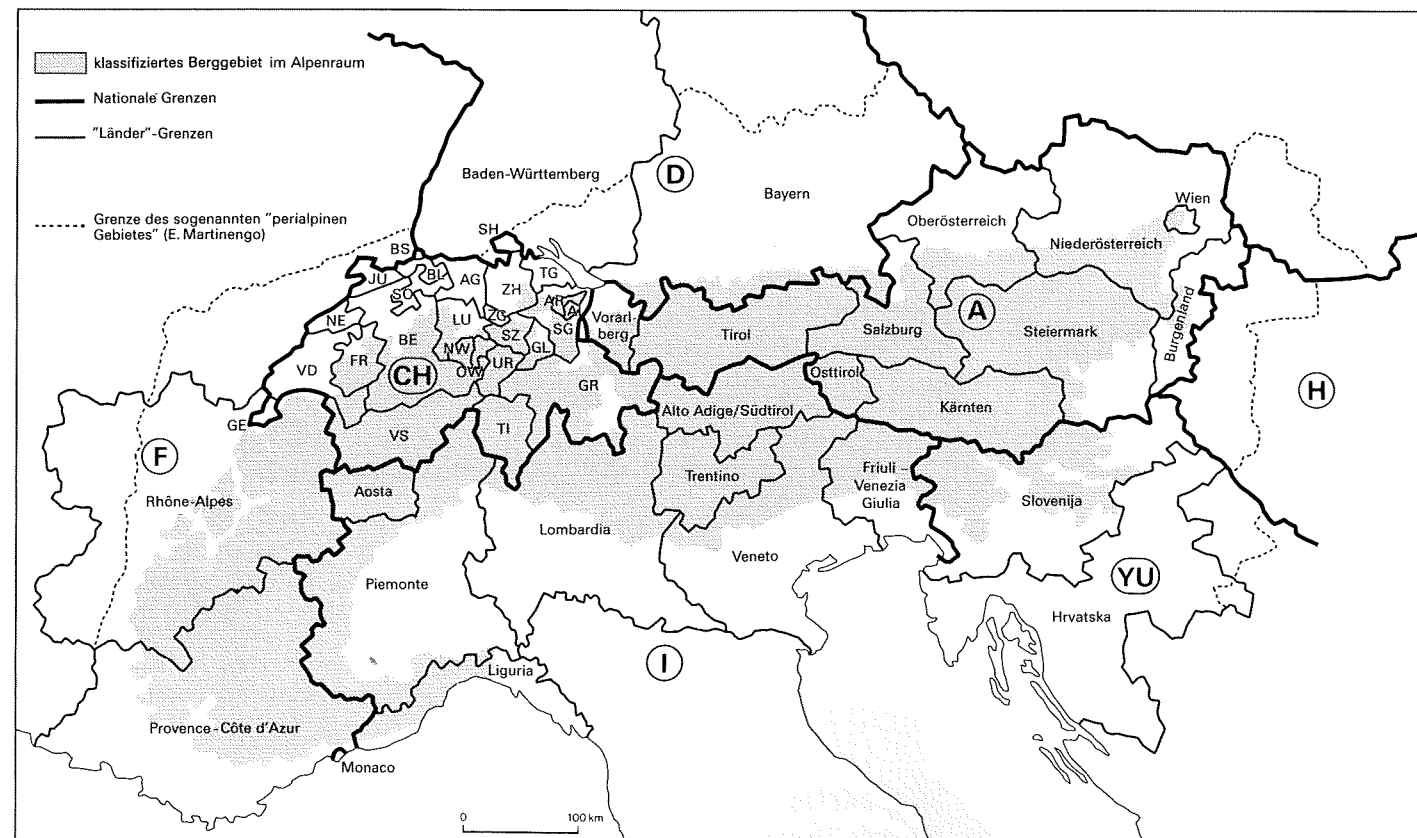 klassifiziertes Berggebiet im Alpenraum
Nationale Grenzen
"Länder"-Grenzen
Grenze des sogenannten "perialpinen
Gebietes" (E. Martinengo)
Baden-Württemberg
D
Bayern
Oberösterreich
Wien
Niederösterreich
SH
BS
JU
BL
AG
TG
SO
ZH
AR
AI
NE
LU
ZG
SZ
SG
BE
NW
GL
FR
OW
UR
VD
CH
GR
GE
VS
TI
Vorarl-
berg
Tirol
Salzburg
A
Steiermark
Burgenland
Osttirol
Kärnten
H
Alto Adige/Südtirol
F
Rhône-Alpes
Aosta
Trentino
Friuli -
Venezia
Giulia
Slovenija
Lombardia
Veneto
Piemonte
YU
Hrvatska
I
Liguria
Provence-Côte d'Azur
Monaco
0
100 km